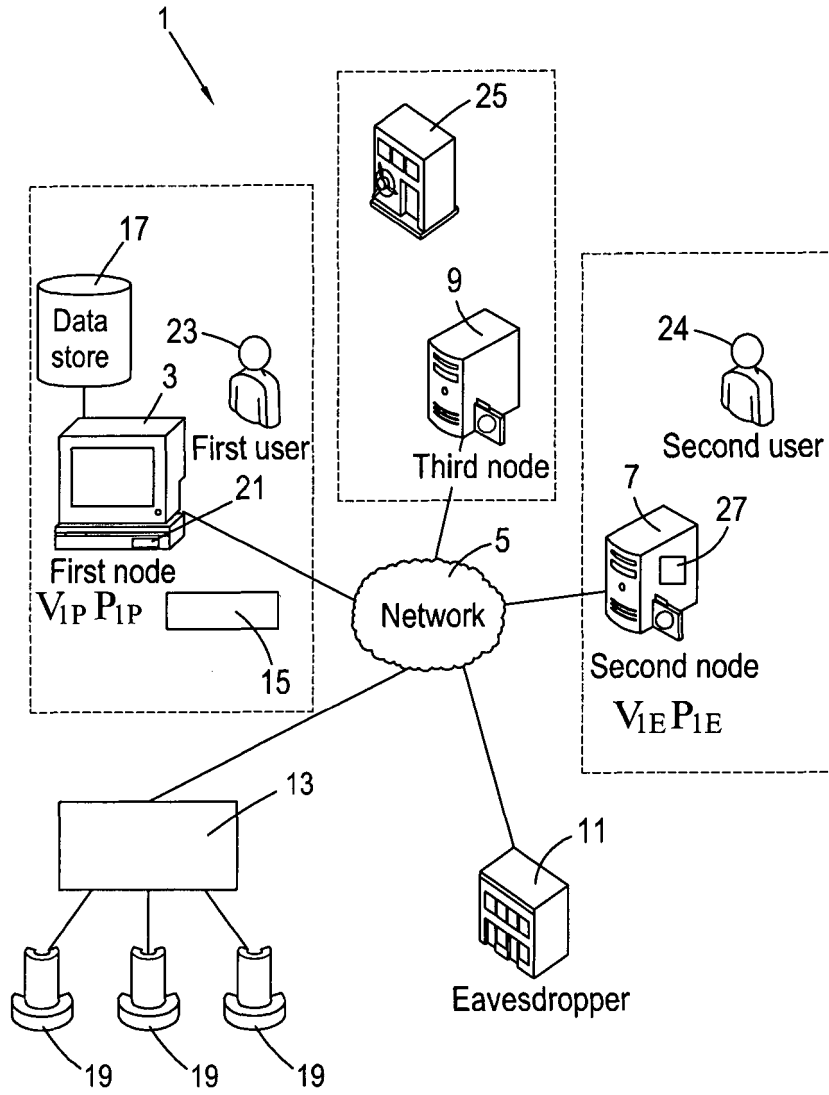 1
25
17
Data
store
23
3
First user
21
First node
V1P P1P
15
9
Third node
24
Second user
7
27
Second node
V1E P1E
5
Network
13
11
Eavesdropper
19
19
19